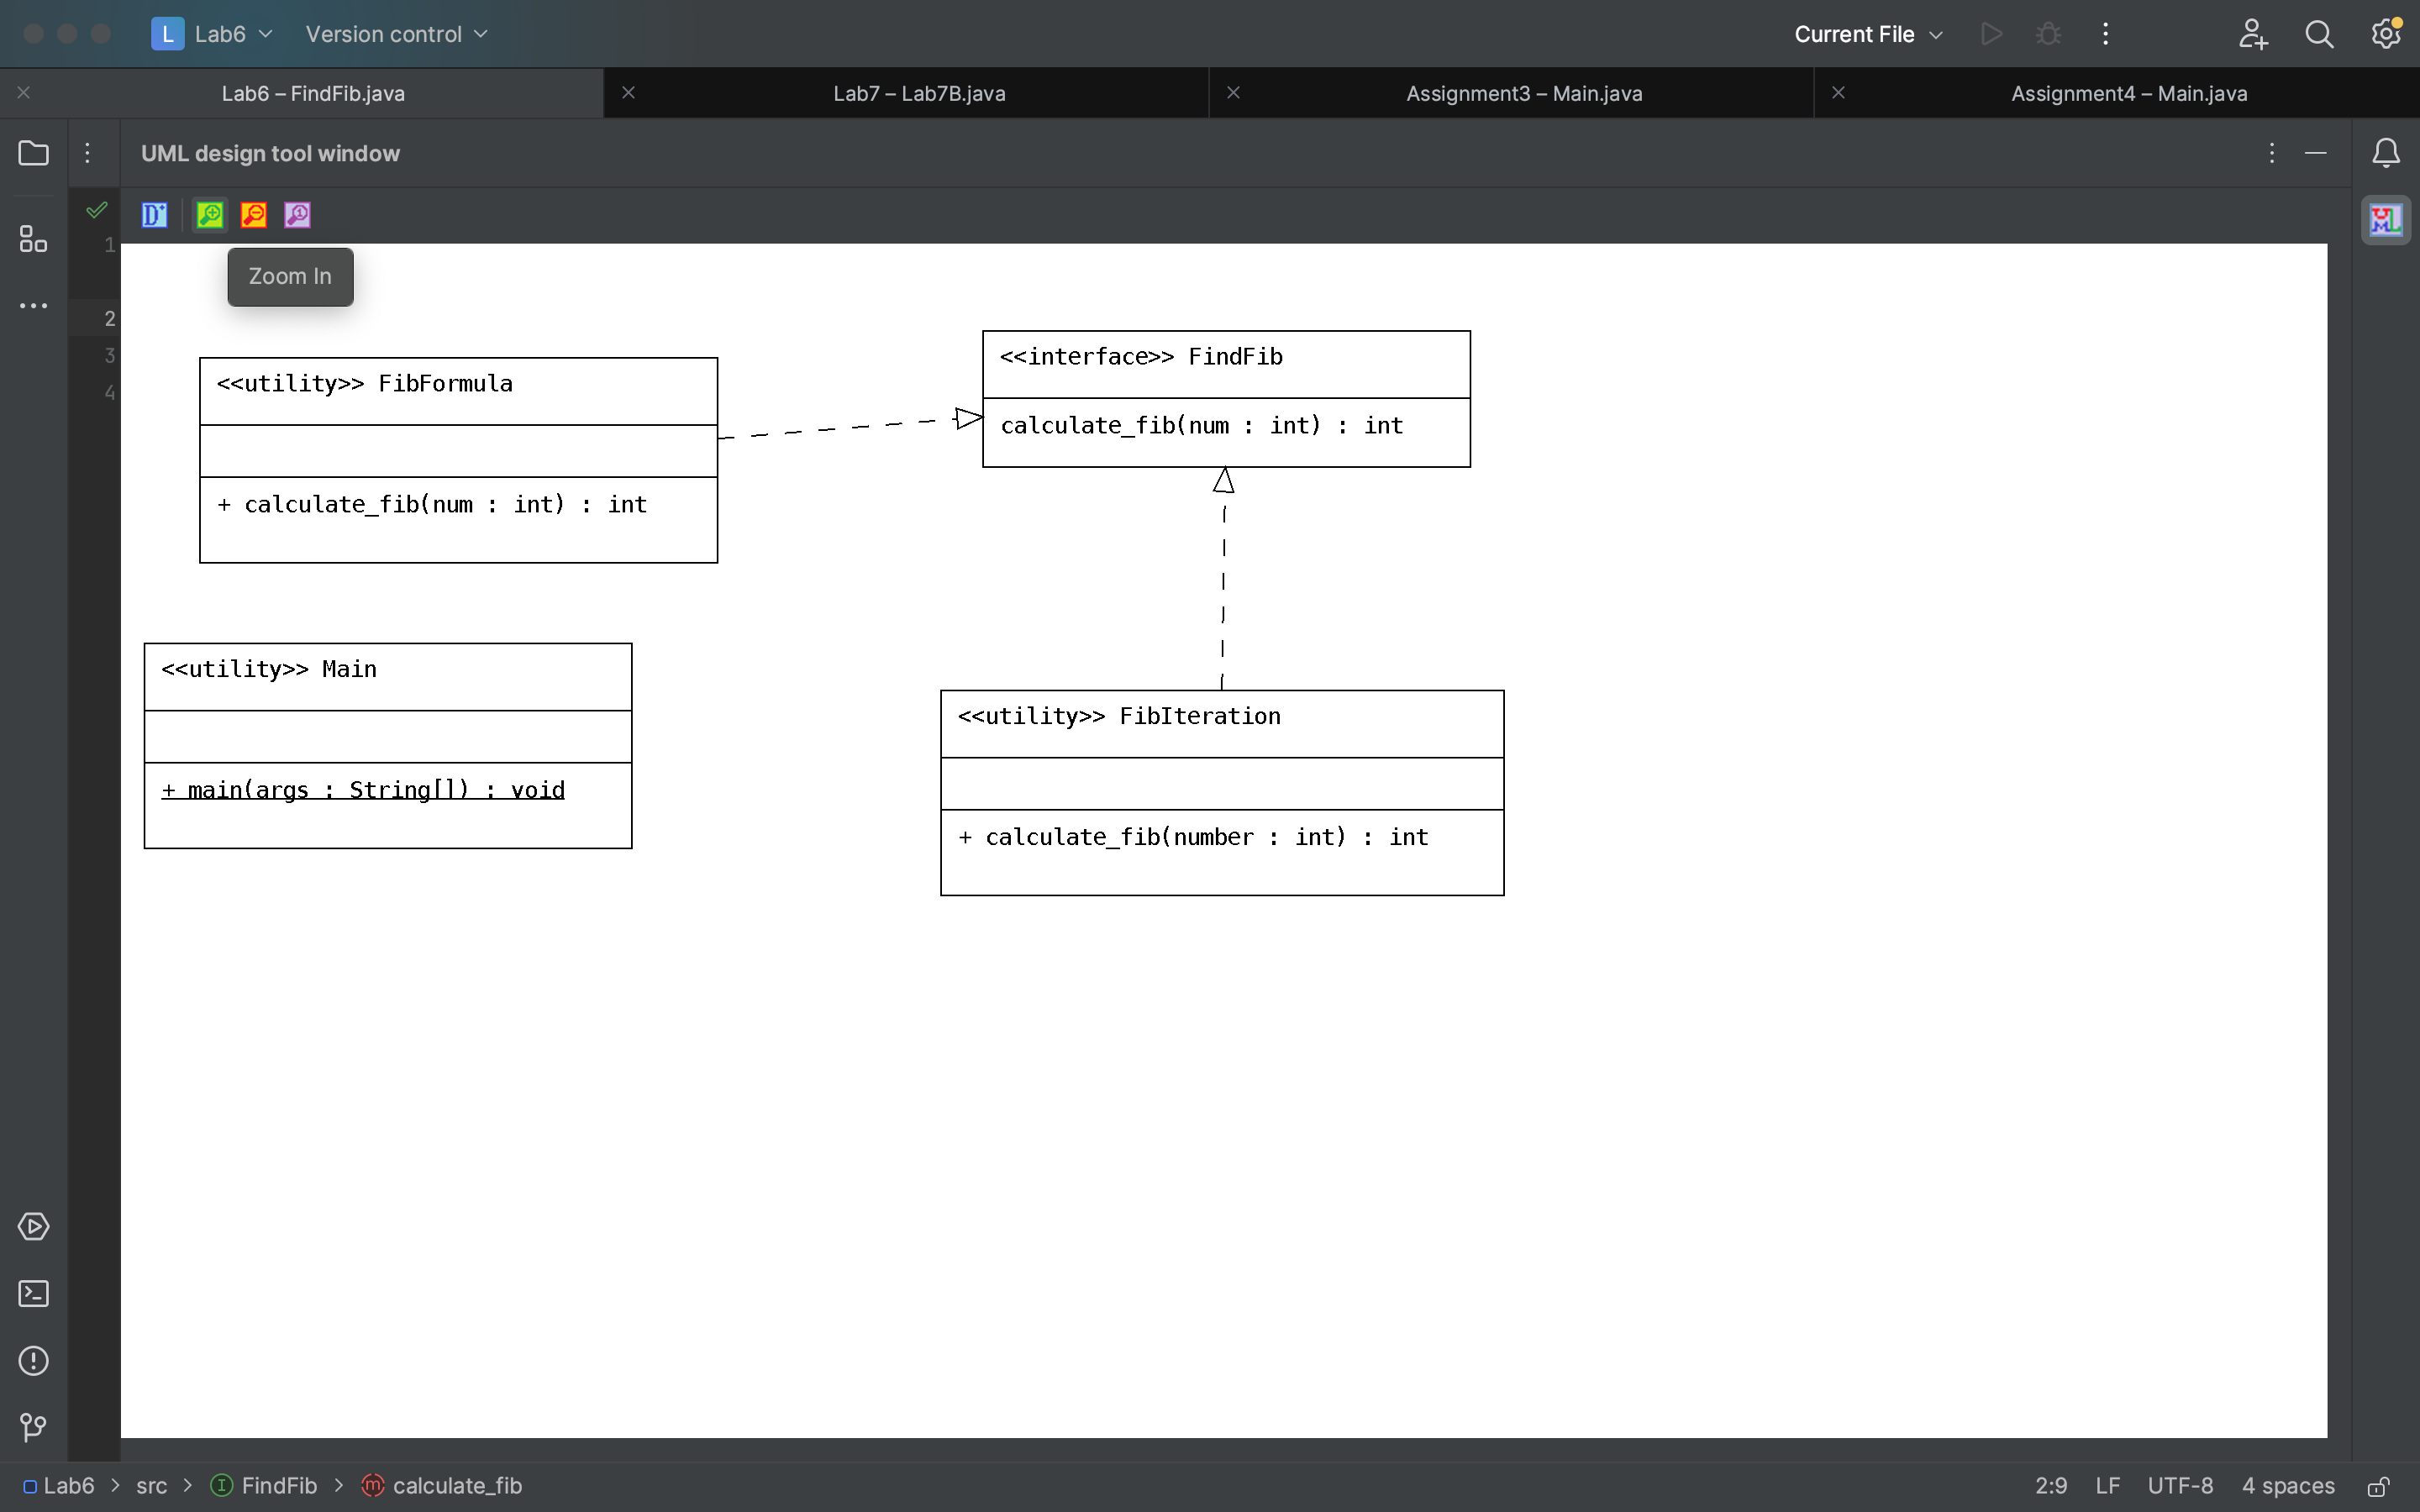 L Lab6 Version control Current File
Lab6 – FindFib.java Lab7 – Lab7B.java Assignment3 – Main.java Assignment4 – Main.java
UML design tool window
D
1
Zoom In
2
3
4
<<utility>> FibFormula
+ calculate_fib(num : int) : int
<<interface>> FindFib
calculate_fib(num : int) : int
<<utility>> Main
+ main(args : String[]) : void
<<utility>> FibIteration
+ calculate_fib(number : int) : int
UML
Lab6 > src > I FindFib > m calculate_fib 2:9 LF UTF-8 4 spaces